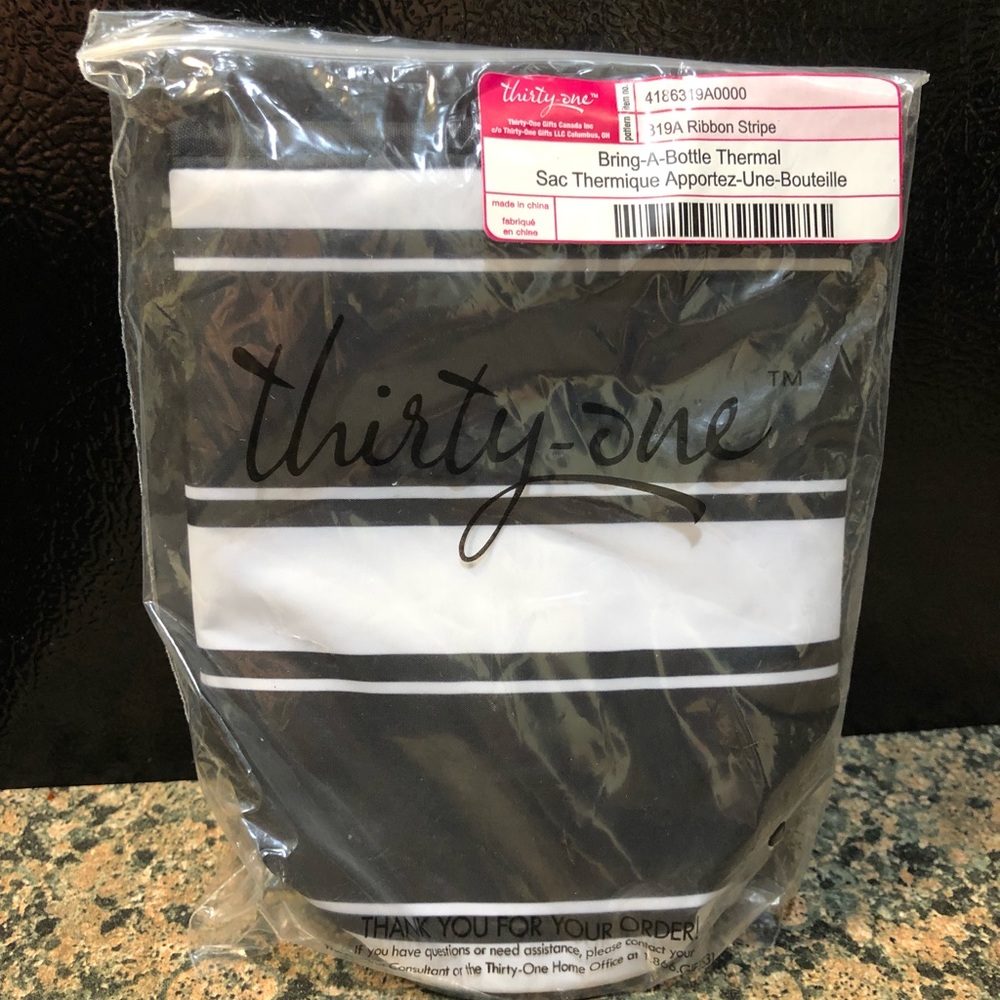 thirty-one™
Thirty-One Gifts Canada Inc
c/o Thirty-One Gifts LLC Columbus, OH
item no.
4186319A0000
pattern
319A Ribbon Stripe
Bring-A-Bottle Thermal
Sac Thermique Apportez-Une-Bouteille
made in china
fabriqué
en chine
thirty-one™
THANK YOU FOR YOUR ORDER!
If you have questions or need assistance, please contact your
Consultant or the Thirty-One Home Office at